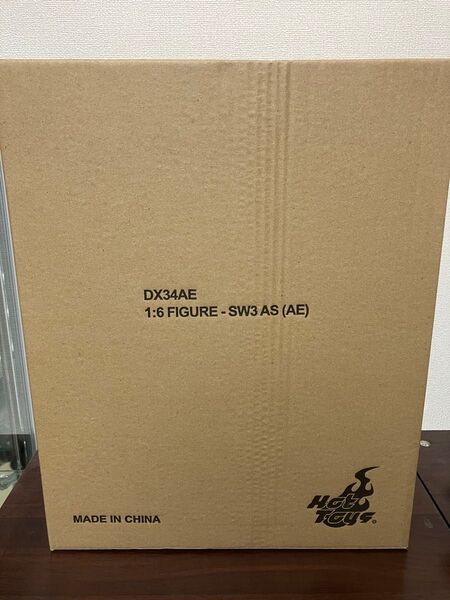 DX34AE
1:6 FIGURE - SW3 AS (AE)
MADE IN CHINA
Hot
Toys®